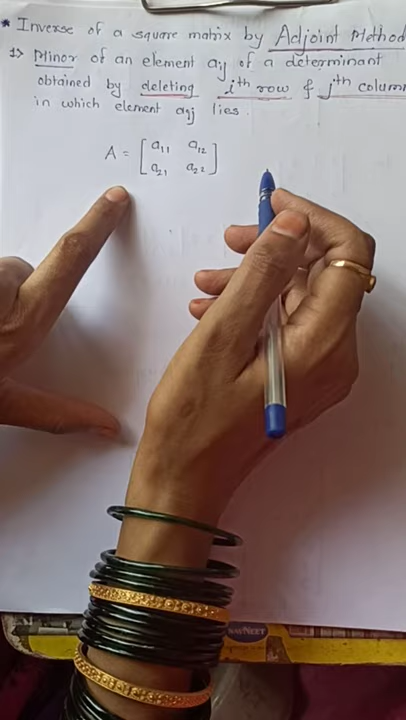 * Inverse of a square matrix by Adjoint Method
1> Minor of an element aij of a determinant
obtained by deleting ith row & jth column
in which element aij lies.
A = [ a11 a12
a21 a22 ]
NAVNEET